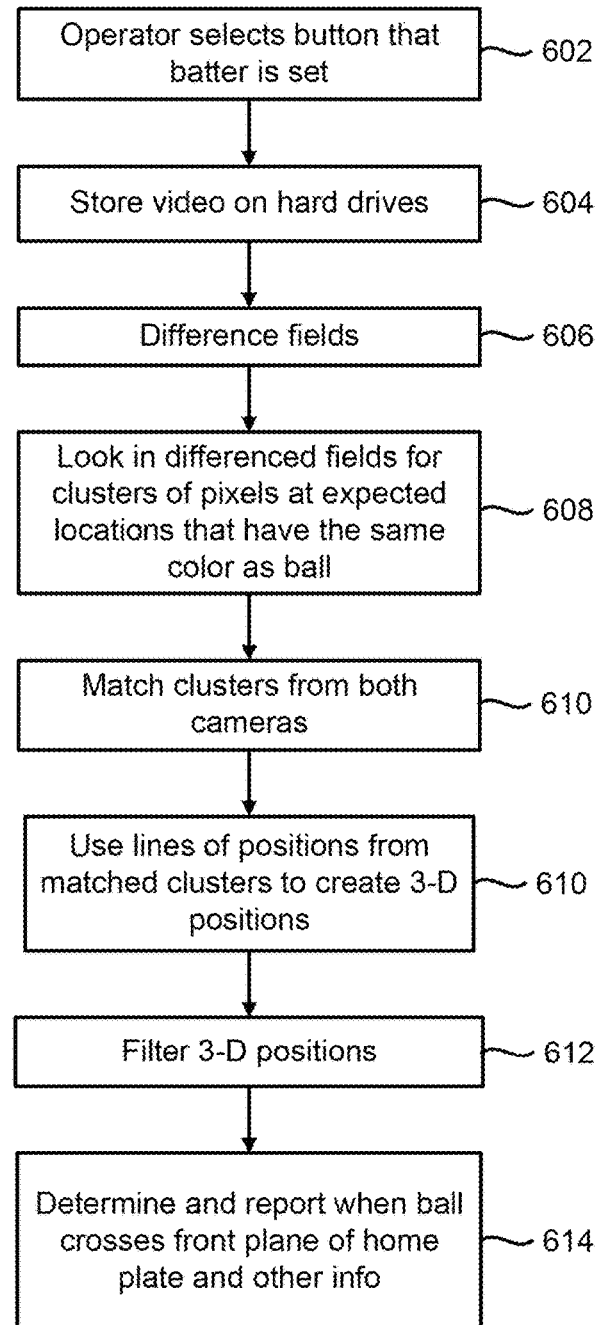 Operator selects button that
batter is set
602
Store video on hard drives
604
Difference fields
606
Look in differenced fields for
clusters of pixels at expected
locations that have the same
color as ball
608
Match clusters from both
cameras
610
Use lines of positions from
matched clusters to create 3-D
positions
610
Filter 3-D positions
612
Determine and report when ball
crosses front plane of home
plate and other info
614